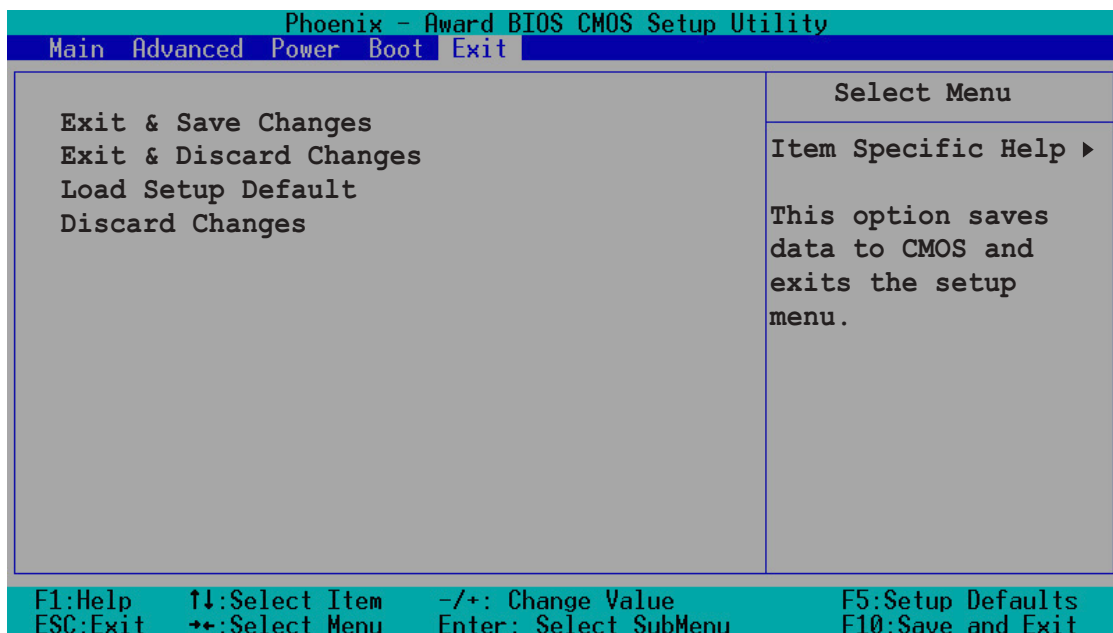 Phoenix - Award BIOS CMOS Setup Utility
Main Advanced Power Boot Exit
Exit & Save Changes
Exit & Discard Changes
Load Setup Default
Discard Changes
Select Menu
Item Specific Help ▸
This option saves
data to CMOS and
exits the setup
menu.
F1:Help ↑↓:Select Item -/+: Change Value F5:Setup Defaults
ESC:Exit →←:Select Menu Enter: Select SubMenu F10:Save and Exit